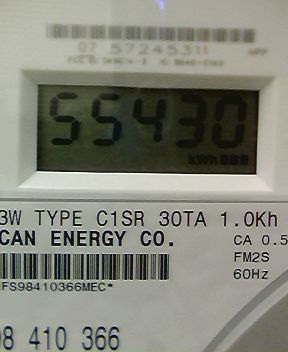 07 57245311
55430
kWh
3W TYPE C1SR 30TA 1.0Kh
CAN ENERGY CO.
CA 0.5
FM2S
60Hz
FS98410366MEC*
98 410 366